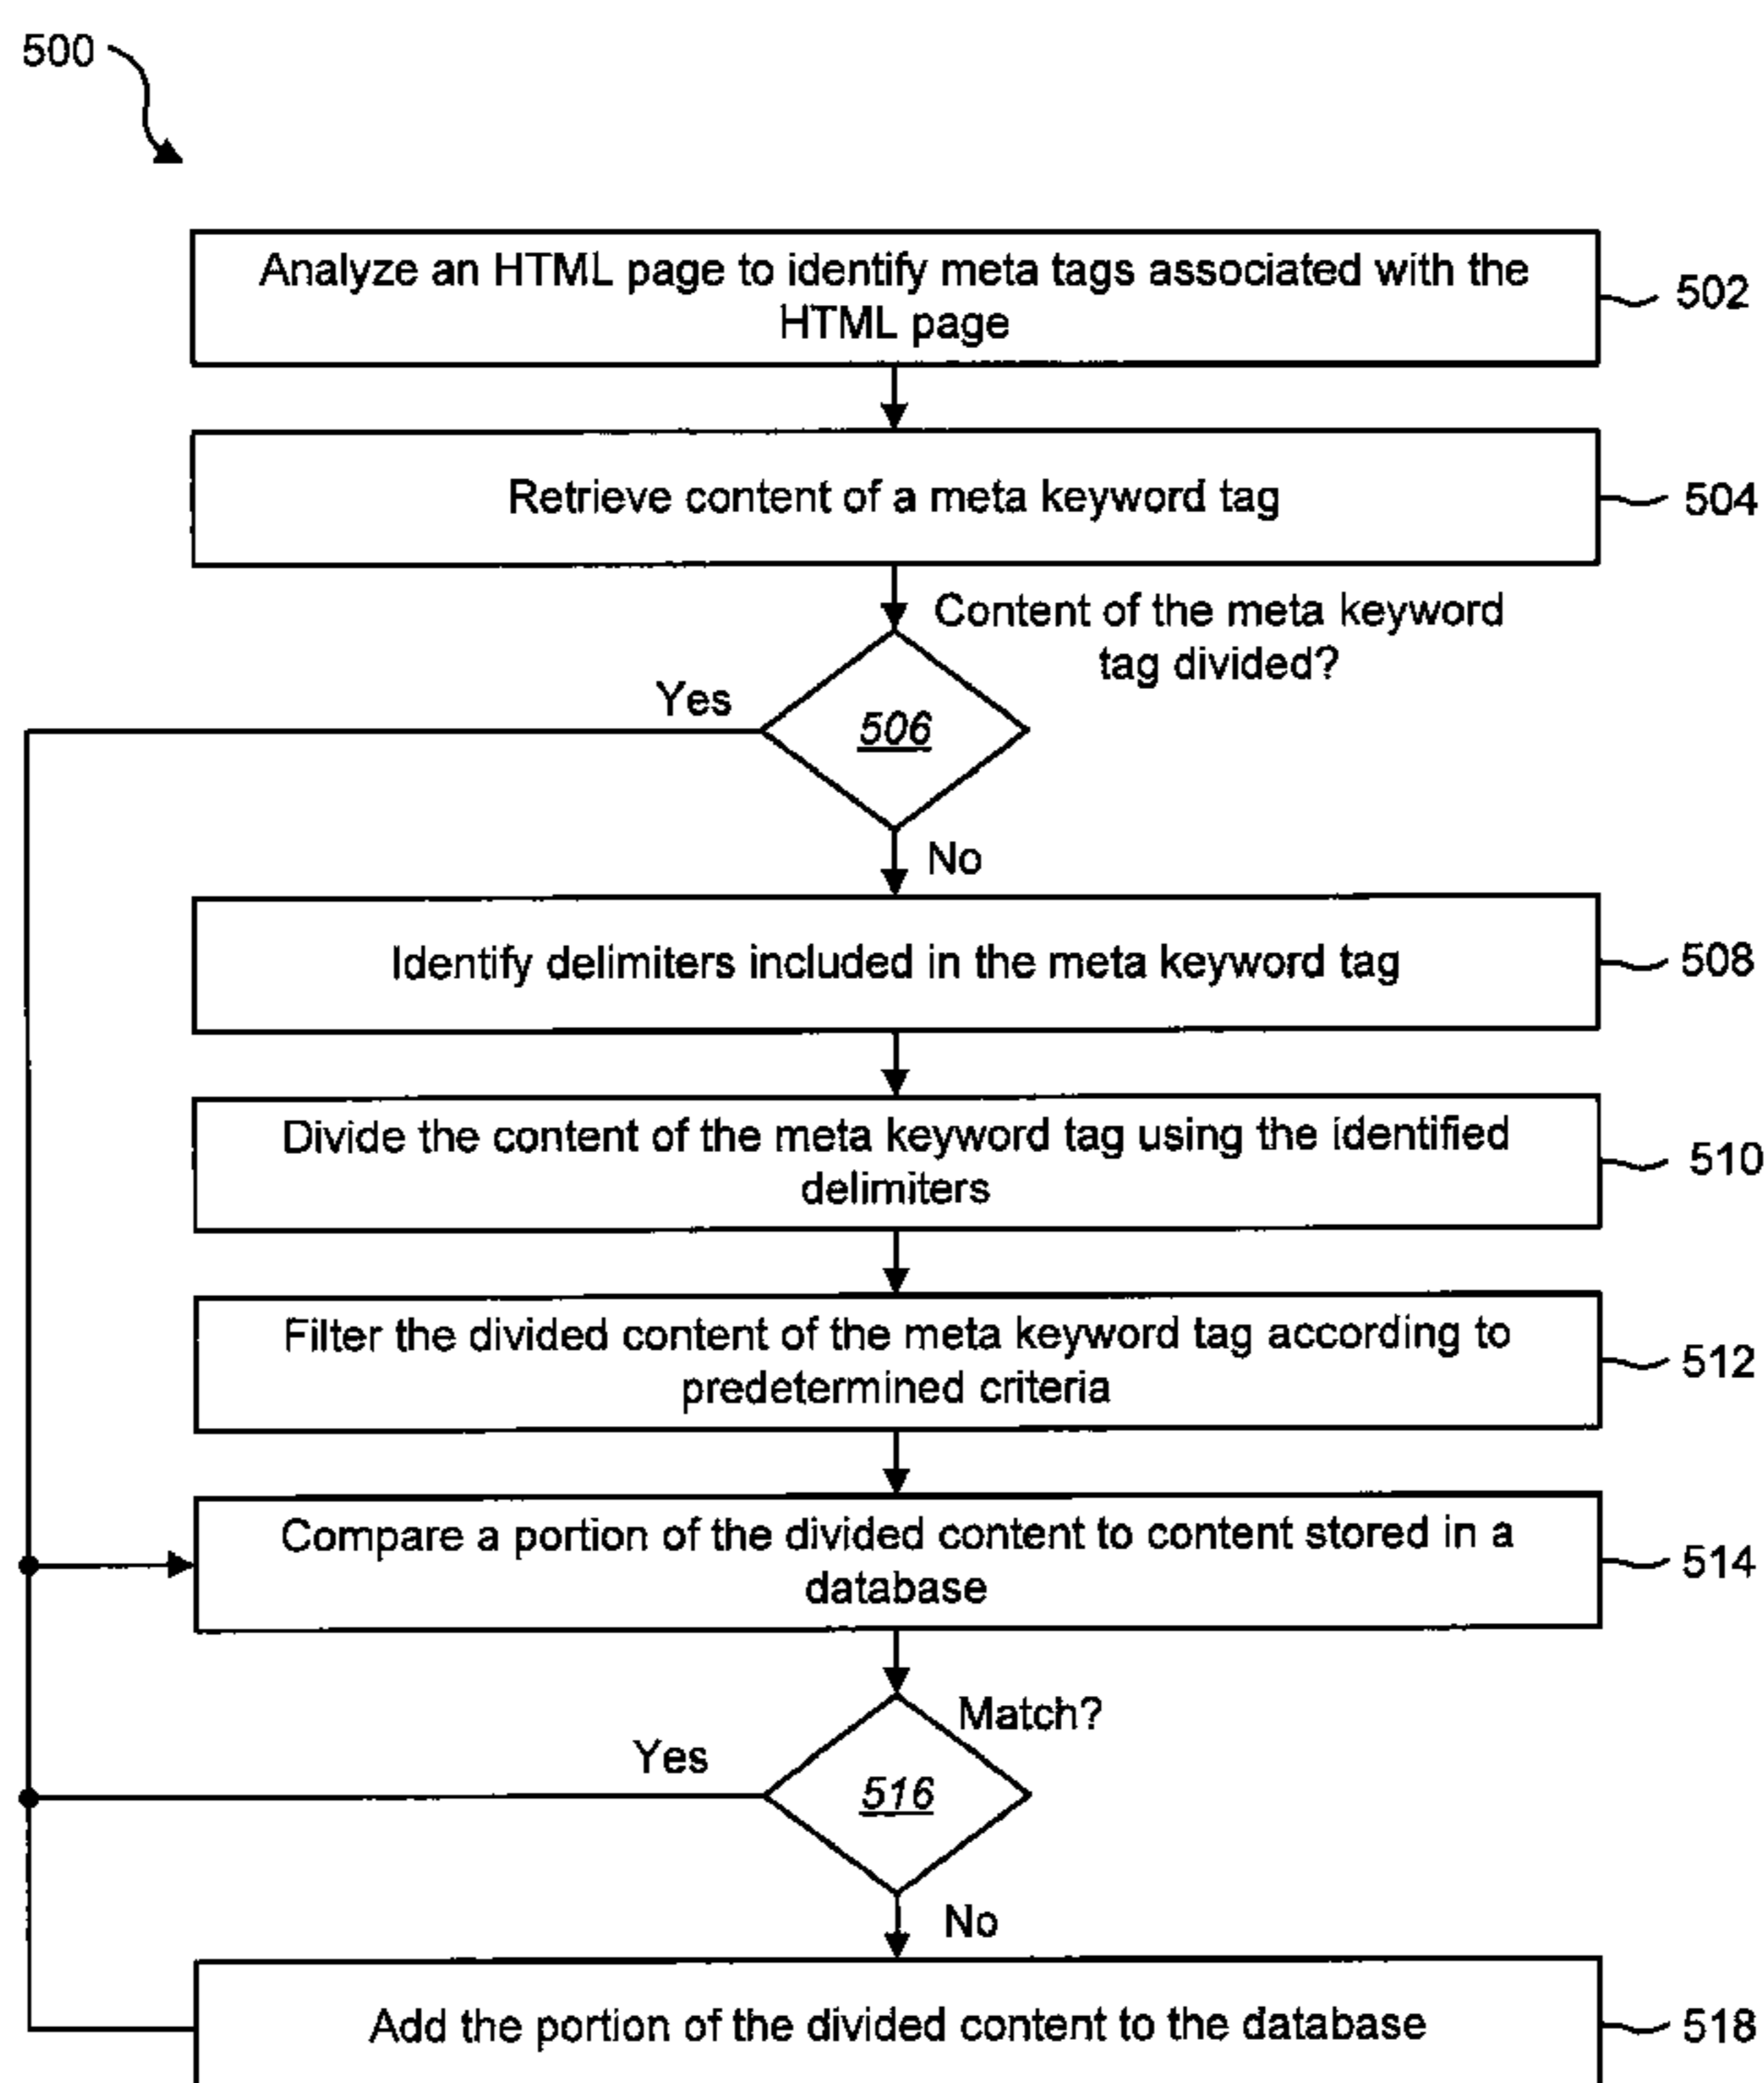 500
Analyze an HTML page to identify meta tags associated with the
HTML page
502
Retrieve content of a meta keyword tag
504
Content of the meta keyword
tag divided?
Yes
506
No
Identify delimiters included in the meta keyword tag
508
Divide the content of the meta keyword tag using the identified
delimiters
510
Filter the divided content of the meta keyword tag according to
predetermined criteria
512
Compare a portion of the divided content to content stored in a
database
514
Match?
Yes
516
No
Add the portion of the divided content to the database
518